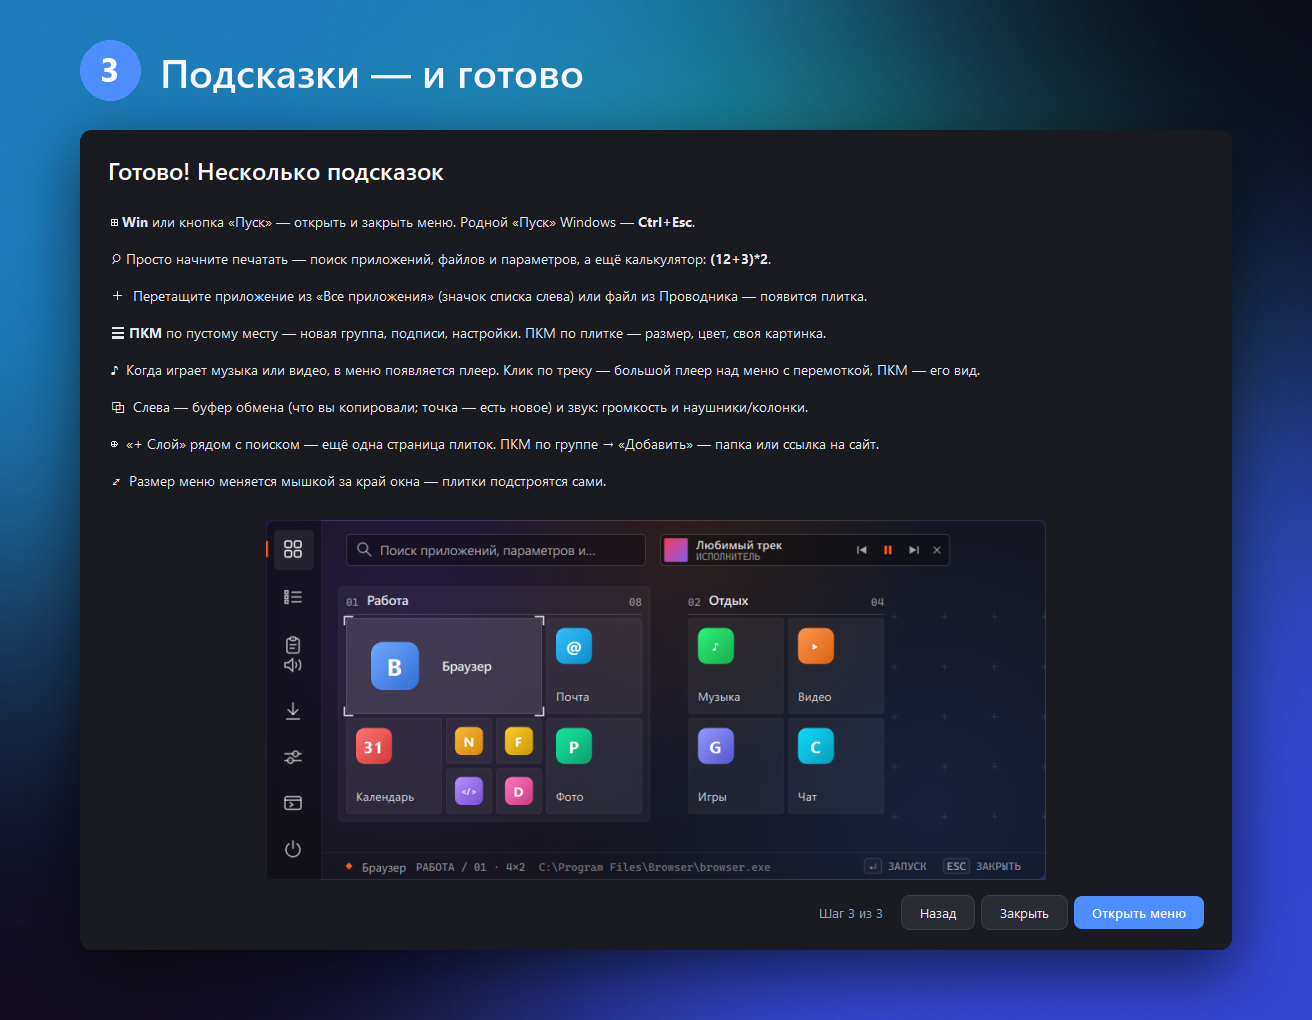 3 Подсказки — и готово
Готово! Несколько подсказок
Win или кнопка «Пуск» — открыть и закрыть меню. Родной «Пуск» Windows — Ctrl+Esc.
Просто начните печатать — поиск приложений, файлов и параметров, а ещё калькулятор: (12+3)*2.
Перетащите приложение из «Все приложения» (значок списка слева) или файл из Проводника — появится плитка.
ПКМ по пустому месту — новая группа, подписи, настройки. ПКМ по плитке — размер, цвет, своя картинка.
Когда играет музыка или видео, в меню появляется плеер. Клик по треку — большой плеер над меню с перемоткой, ПКМ — его вид.
Слева — буфер обмена (что вы копировали; точка — есть новое) и звук: громкость и наушники/колонки.
«+ Слой» рядом с поиском — ещё одна страница плиток. ПКМ по группе → «Добавить» — папка или ссылка на сайт.
Размер меню меняется мышкой за край окна — плитки подстроятся сами.
Поиск приложений, параметров и...
Любимый трек
ИСПОЛНИТЕЛЬ
01 Работа 08
02 Отдых 04
B Браузер
@
Почта
Музыка
Видео
31
N F
P
G
C
</> D
Календарь
Фото
Игры
Чат
Браузер РАБОТА / 01 · 4×2 C:\Program Files\Browser\browser.exe
ЗАПУСК ESC ЗАКРЫТЬ
Шаг 3 из 3 Назад Закрыть Открыть меню